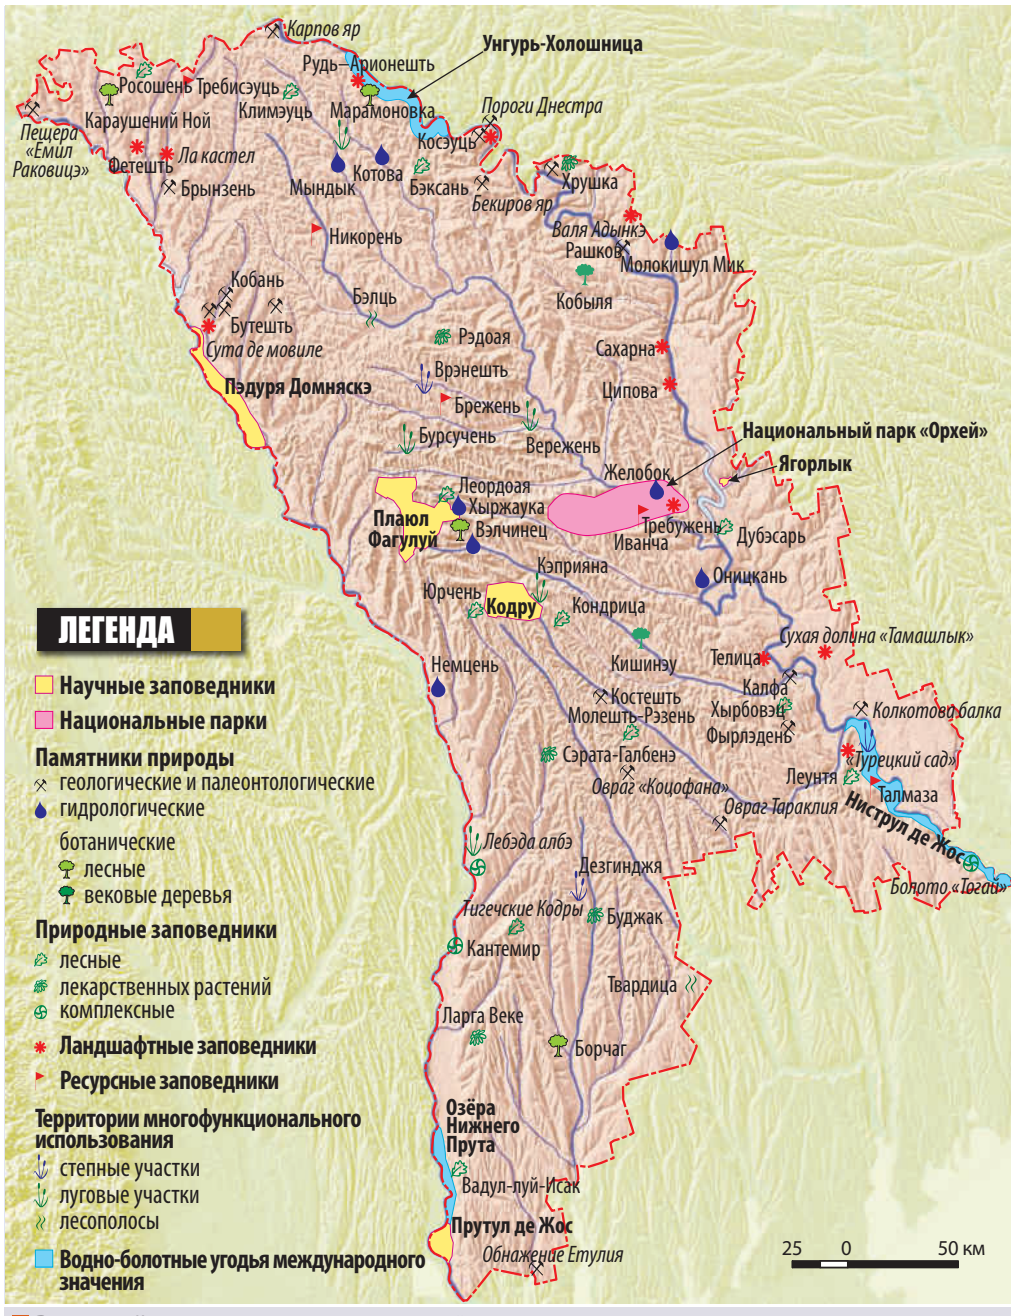 Карпов яр
Унгурь-Холошница
Рудь–Арионешть
Росошень
Требисэуць
Климэуць
Марамоновка
Пороги Днестра
Караушений Ной
Косэуць
Пещера
«Емил
Раковицэ»
Фетешть
Ла кастел
Брынзень
Мындык
Котова
Бэксань
Бекиров яр
Хрушка
Валя Адынкэ
Рашков
Молокишул Мик
Никорень
Кобыля
Кобань
Бэлць
Бутешть
Сута де мовиле
Рэдоая
Сахарна
Врэнешть
Пэдуря Домняскэ
Ципова
Брежень
Бурсучень
Вережень
Национальный парк «Орхей»
Ягорлык
Желобок
Леордоая
Хыржаука
Плаюл
Фагулуй
Вэлчинец
Требужень
Иванча
Дубэсарь
Кэприяна
Оницкань
Юрчень
Кодру
Кондрица
Сухая долина «Тамашлык»
Немцень
Кишинэу
Телица
Калфа
Костешть
Молешть-Рэзень
Хырбовэц
Колкотова балка
Фырлэдень
Сэрата-Галбенэ
«Турецкий сад»
Овраг «Коцофана»
Леунтя
Талмаза
Овраг Тараклия
Ниструл де Жос
Лебэда албэ
Дезгинджя
Болото «Тогай»
Тигечские Кодры
Буджак
Кантемир
Твардица
Ларга Веке
Борчаг
Озёра
Нижнего
Прута
Вадул-луй-Исак
Прутул де Жос
Обнажение Етулия
ЛЕГЕНДА
Научные заповедники
Национальные парки
Памятники природы
геологические и палеонтологические
гидрологические
ботанические
лесные
вековые деревья
Природные заповедники
лесные
лекарственных растений
комплексные
Ландшафтные заповедники
Ресурсные заповедники
Территории многофункционального
использования
степные участки
луговые участки
лесополосы
Водно-болотные угодья международного
значения
25 0 50 км